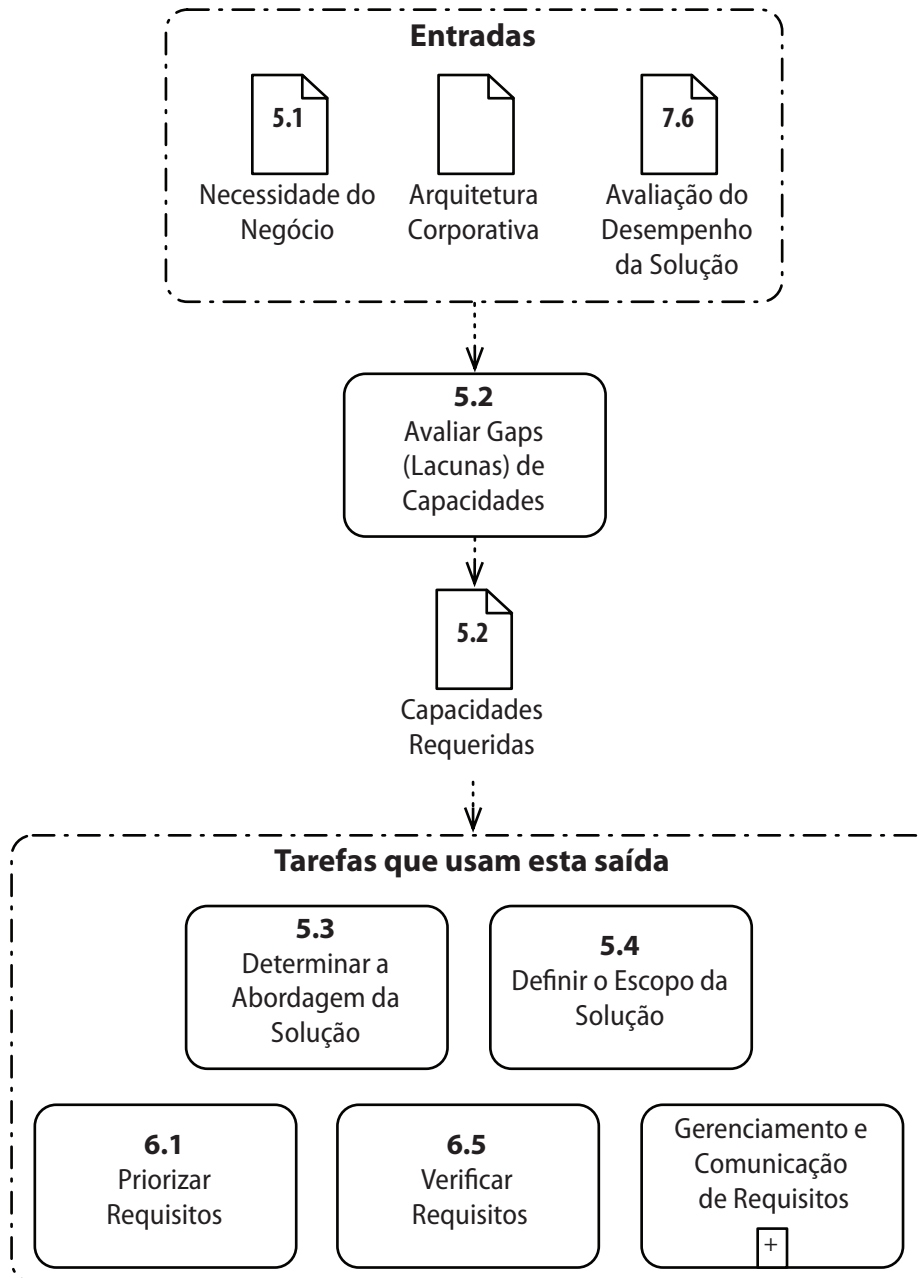 Entradas
5.1
7.6
Necessidade do
Negócio
Arquitetura
Corporativa
Avaliação do
Desempenho
da Solução
5.2
Avaliar Gaps
(Lacunas) de
Capacidades
5.2
Capacidades
Requeridas
Tarefas que usam esta saída
5.3
Determinar a
Abordagem da
Solução
5.4
Definir o Escopo da
Solução
6.1
Priorizar
Requisitos
6.5
Verificar
Requisitos
Gerenciamento e
Comunicação
de Requisitos
+